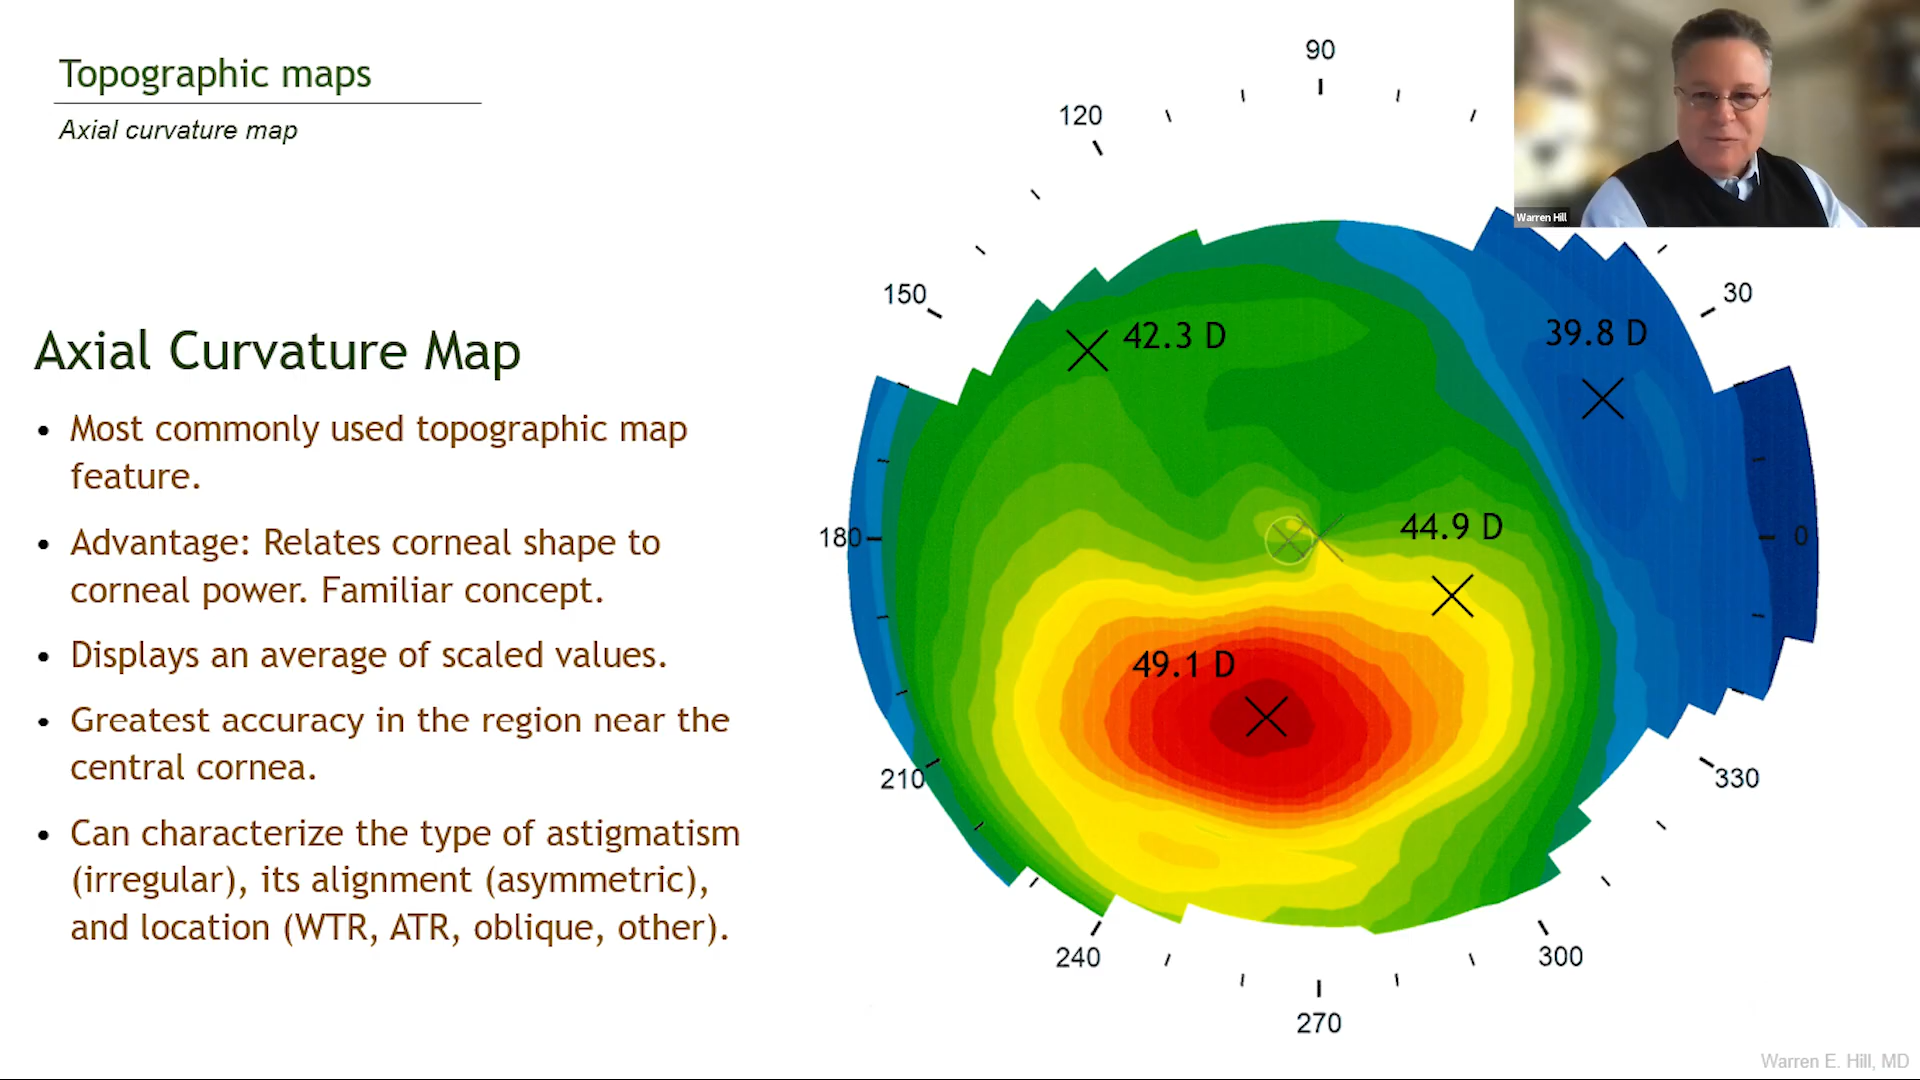 Topographic maps
Axial curvature map
Axial Curvature Map
• Most commonly used topographic map
feature.
• Advantage: Relates corneal shape to
corneal power. Familiar concept.
• Displays an average of scaled values.
• Greatest accuracy in the region near the
central cornea.
• Can characterize the type of astigmatism
(irregular), its alignment (asymmetric),
and location (WTR, ATR, oblique, other).
90
120
150
30
42.3 D
39.8 D
180
44.9 D
0
49.1 D
210
330
240
300
270
Warren Hill
Warren E. Hill, MD